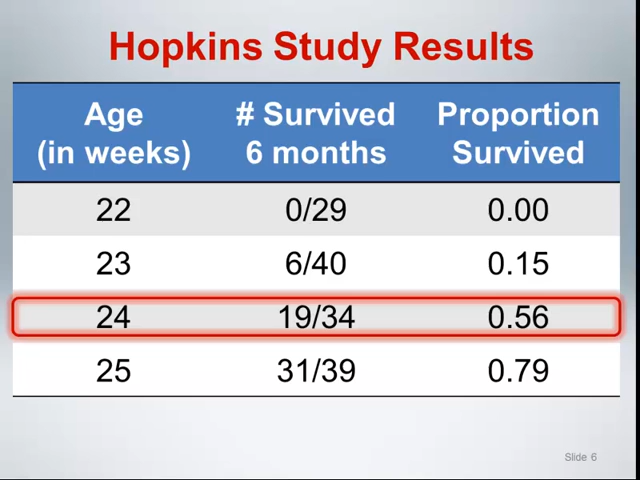 Hopkins Study Results
Age (in weeks) # Survived 6 months Proportion Survived
22 0/29 0.00
23 6/40 0.15
24 19/34 0.56
25 31/39 0.79
Slide 6